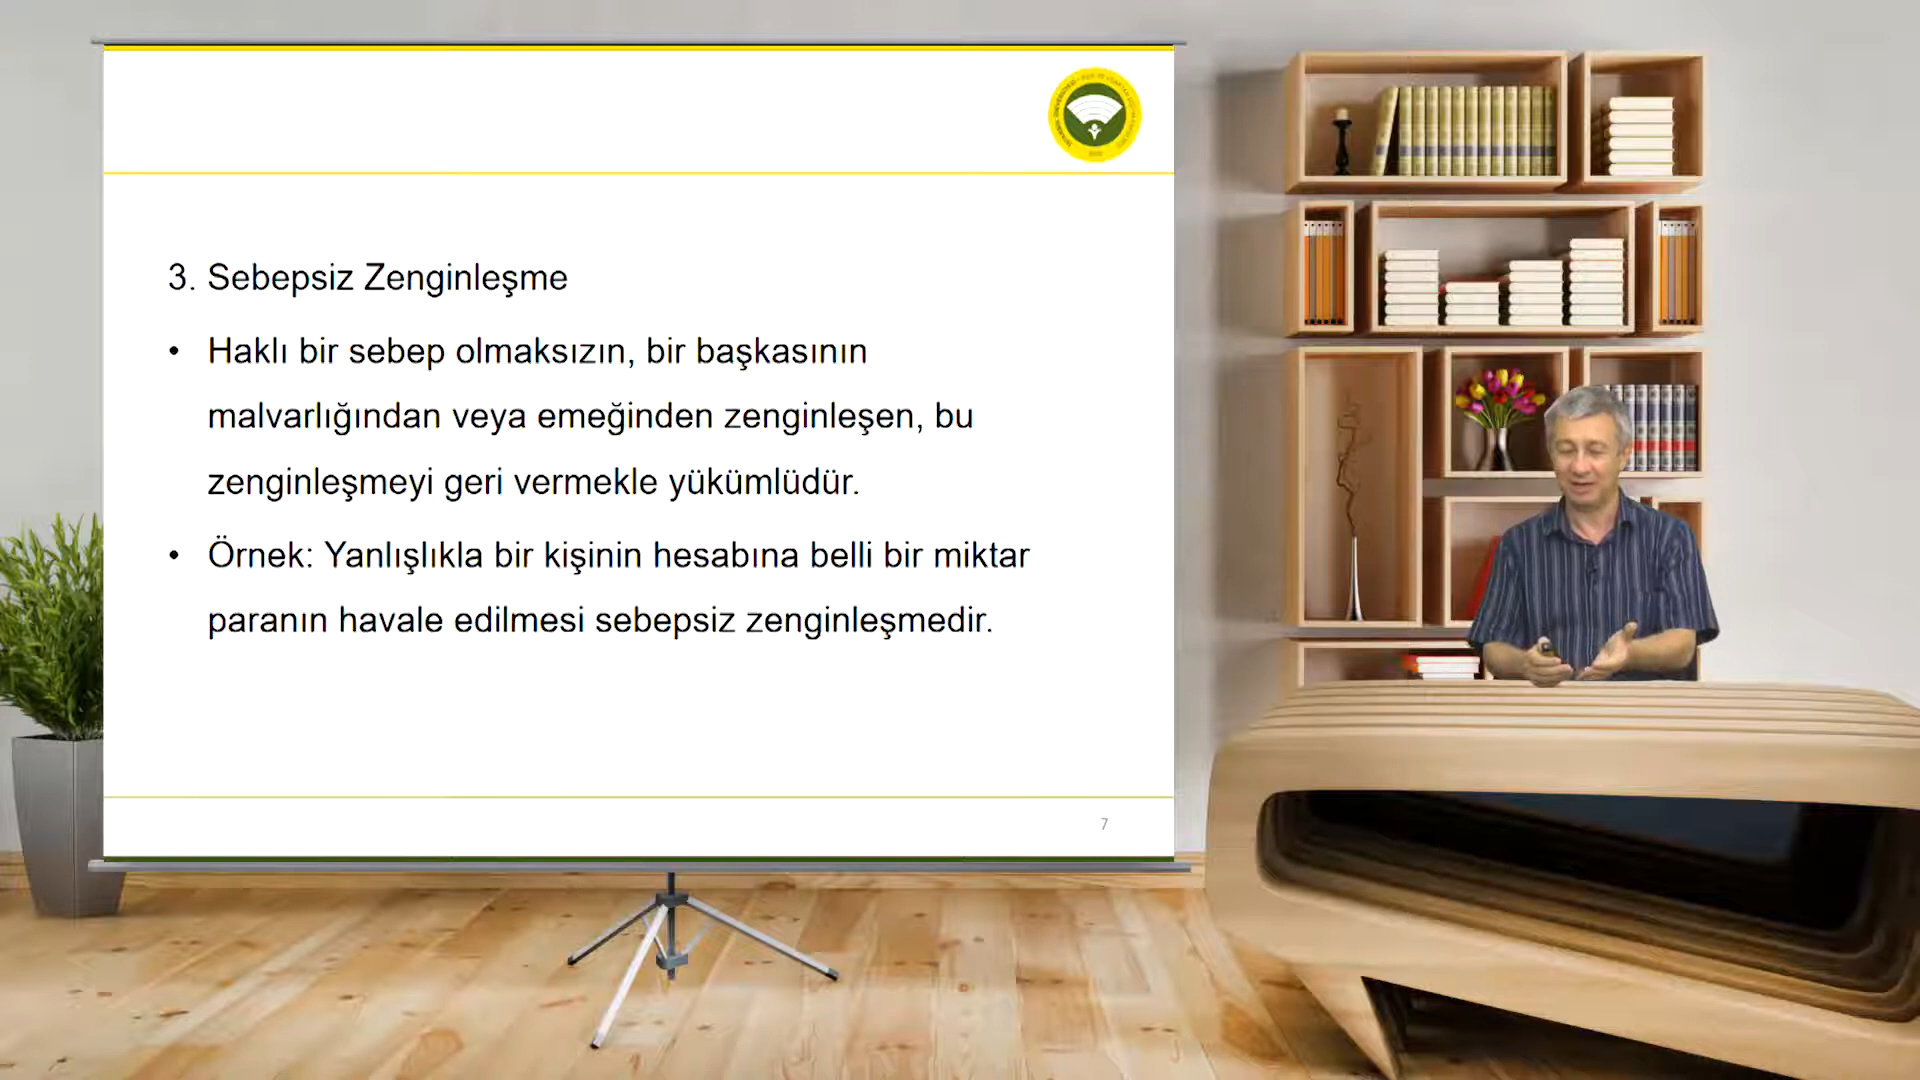 3. Sebepsiz Zenginleşme
• Haklı bir sebep olmaksızın, bir başkasının
malvarlığından veya emeğinden zenginleşen, bu
zenginleşmeyi geri vermekle yükümlüdür.
• Örnek: Yanlışlıkla bir kişinin hesabına belli bir miktar
paranın havale edilmesi sebepsiz zenginleşmedir.
7